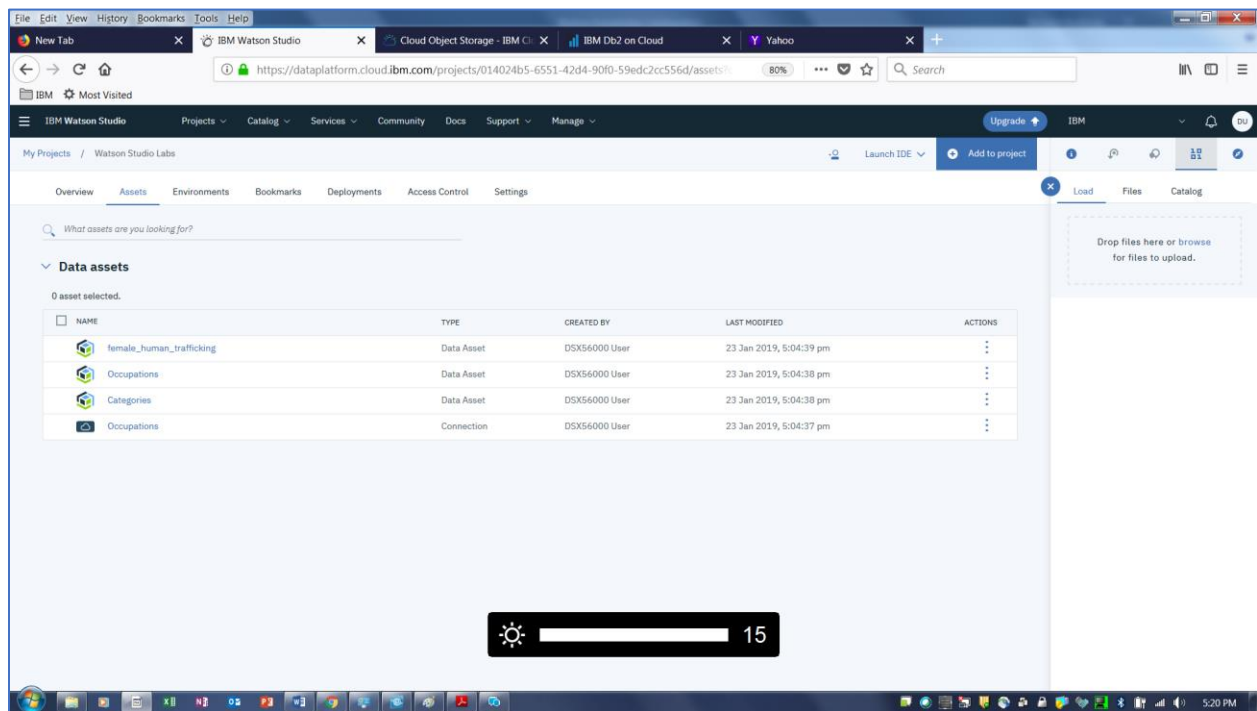 File Edit View History Bookmarks Tools Help
New Tab IBM Watson Studio Cloud Object Storage - IBM Cl IBM Db2 on Cloud Yahoo
https://dataplatform.cloud.ibm.com/projects/014024b5-6551-42d4-90f0-59edc2cc556d/assets? 80% Search
IBM Most Visited
IBM Watson Studio Projects Catalog Services Community Docs Support Manage Upgrade IBM DU
My Projects / Watson Studio Labs Launch IDE Add to project
Overview Assets Environments Bookmarks Deployments Access Control Settings Load Files Catalog
What assets are you looking for?
Drop files here or browse
for files to upload.
Data assets
0 asset selected.
NAME TYPE CREATED BY LAST MODIFIED ACTIONS
female_human_trafficking Data Asset DSX56000 User 23 Jan 2019, 5:04:39 pm
Occupations Data Asset DSX56000 User 23 Jan 2019, 5:04:38 pm
Categories Data Asset DSX56000 User 23 Jan 2019, 5:04:38 pm
Occupations Connection DSX56000 User 23 Jan 2019, 5:04:37 pm
15
5:20 PM